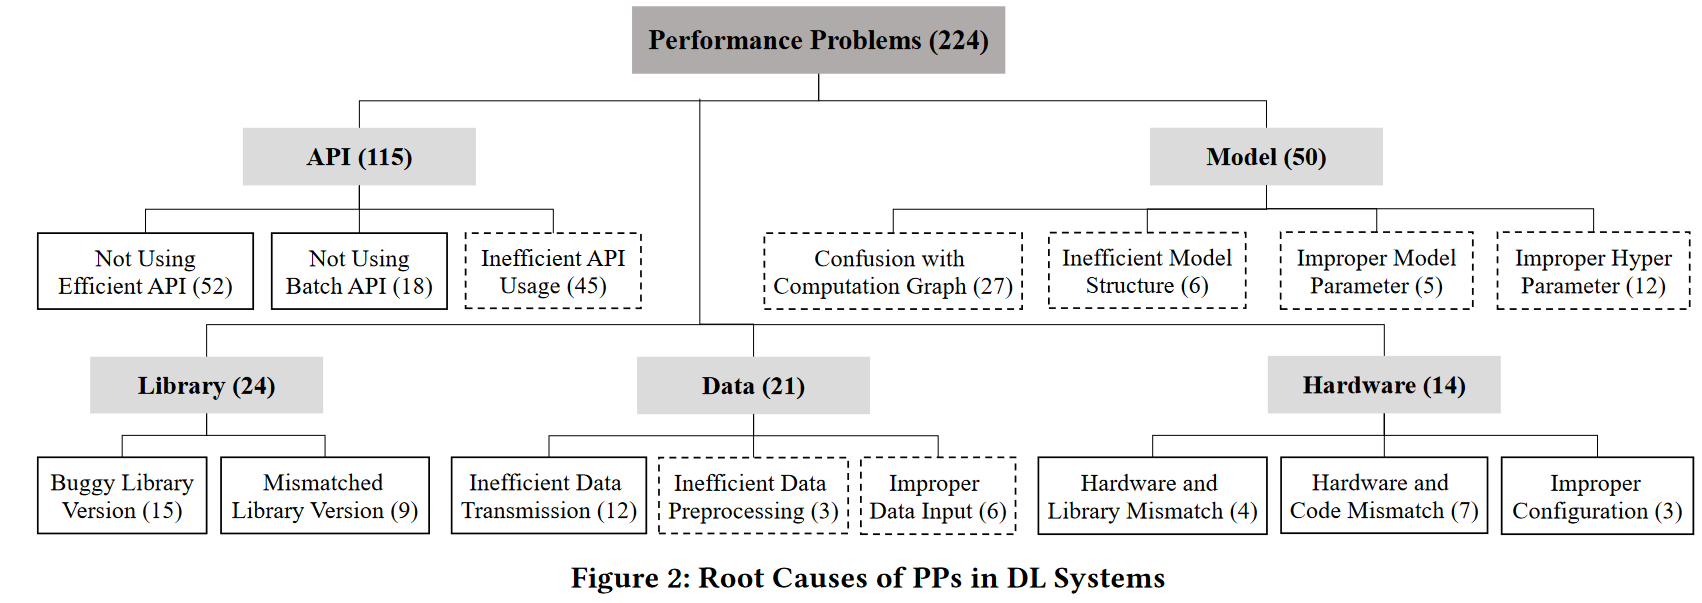 Performance Problems (224)
API (115)
Model (50)
Not Using
Efficient API (52)
Not Using
Batch API (18)
Inefficient API
Usage (45)
Confusion with
Computation Graph (27)
Inefficient Model
Structure (6)
Improper Model
Parameter (5)
Improper Hyper
Parameter (12)
Library (24)
Data (21)
Hardware (14)
Buggy Library
Version (15)
Mismatched
Library Version (9)
Inefficient Data
Transmission (12)
Inefficient Data
Preprocessing (3)
Improper
Data Input (6)
Hardware and
Library Mismatch (4)
Hardware and
Code Mismatch (7)
Improper
Configuration (3)
Figure 2: Root Causes of PPs in DL Systems